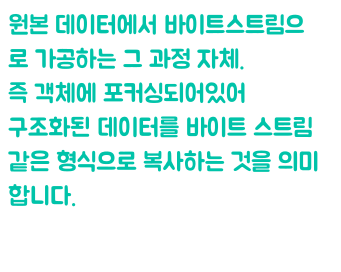 원본 데이터에서 바이트스트림으
로 가공하는 그 과정 자체.
즉 객체에 포커싱되어있어
구조화된 데이터를 바이트 스트림
같은 형식으로 복사하는 것을 의미
합니다.